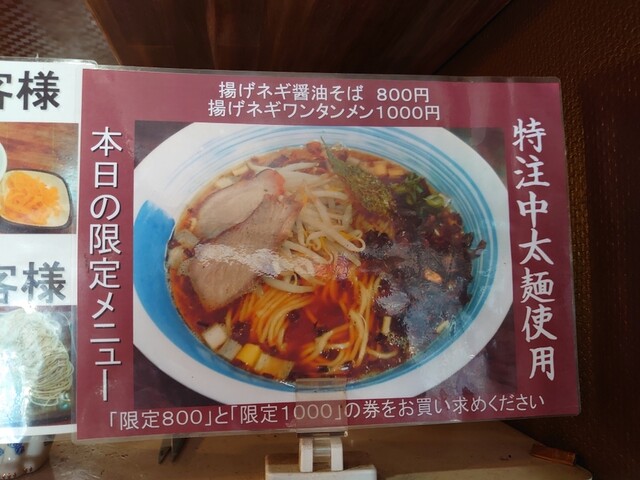 揚げネギ醤油そば 800円
揚げネギワンタンメン1000円
本日の限定メニュー
特注中太麺使用
「限定800」と「限定1000」の券をお買い求めください
客様
客様